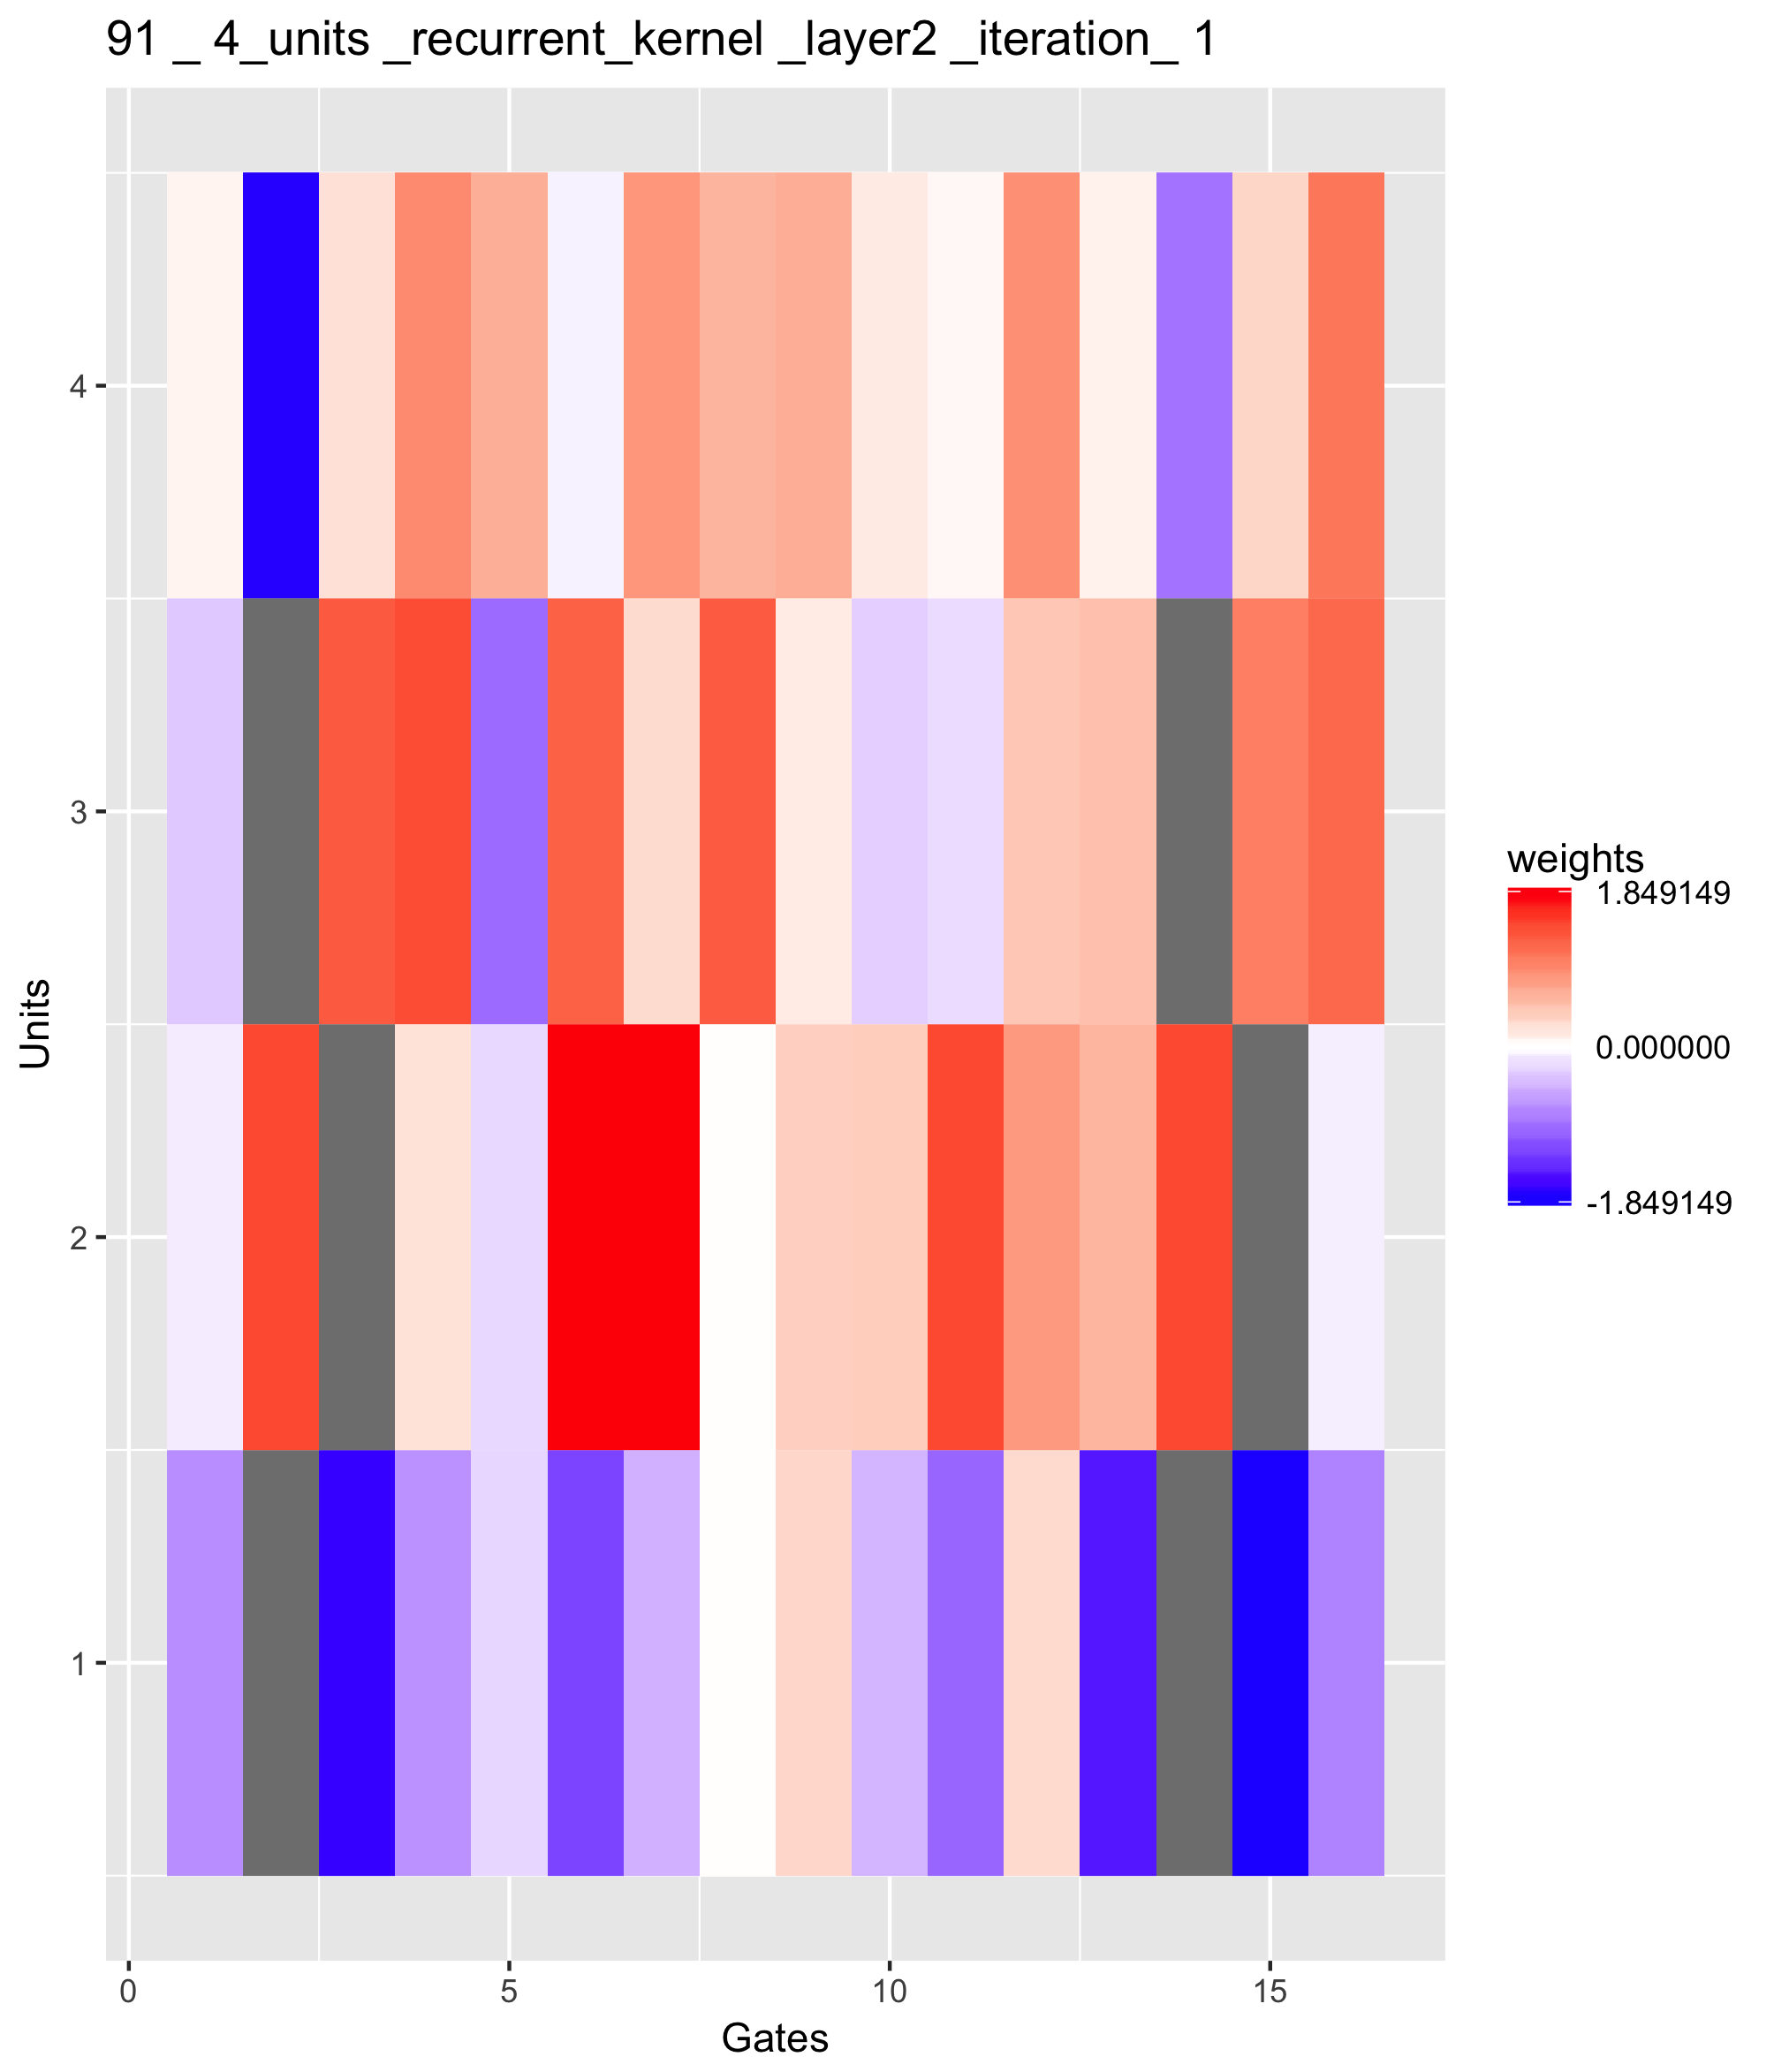 91 _ 4_units _recurrent_kernel _layer2 _iteration_ 1
Units
4
3
2
1
0
5
10
15
Gates
weights
1.849149
0.000000
-1.849149